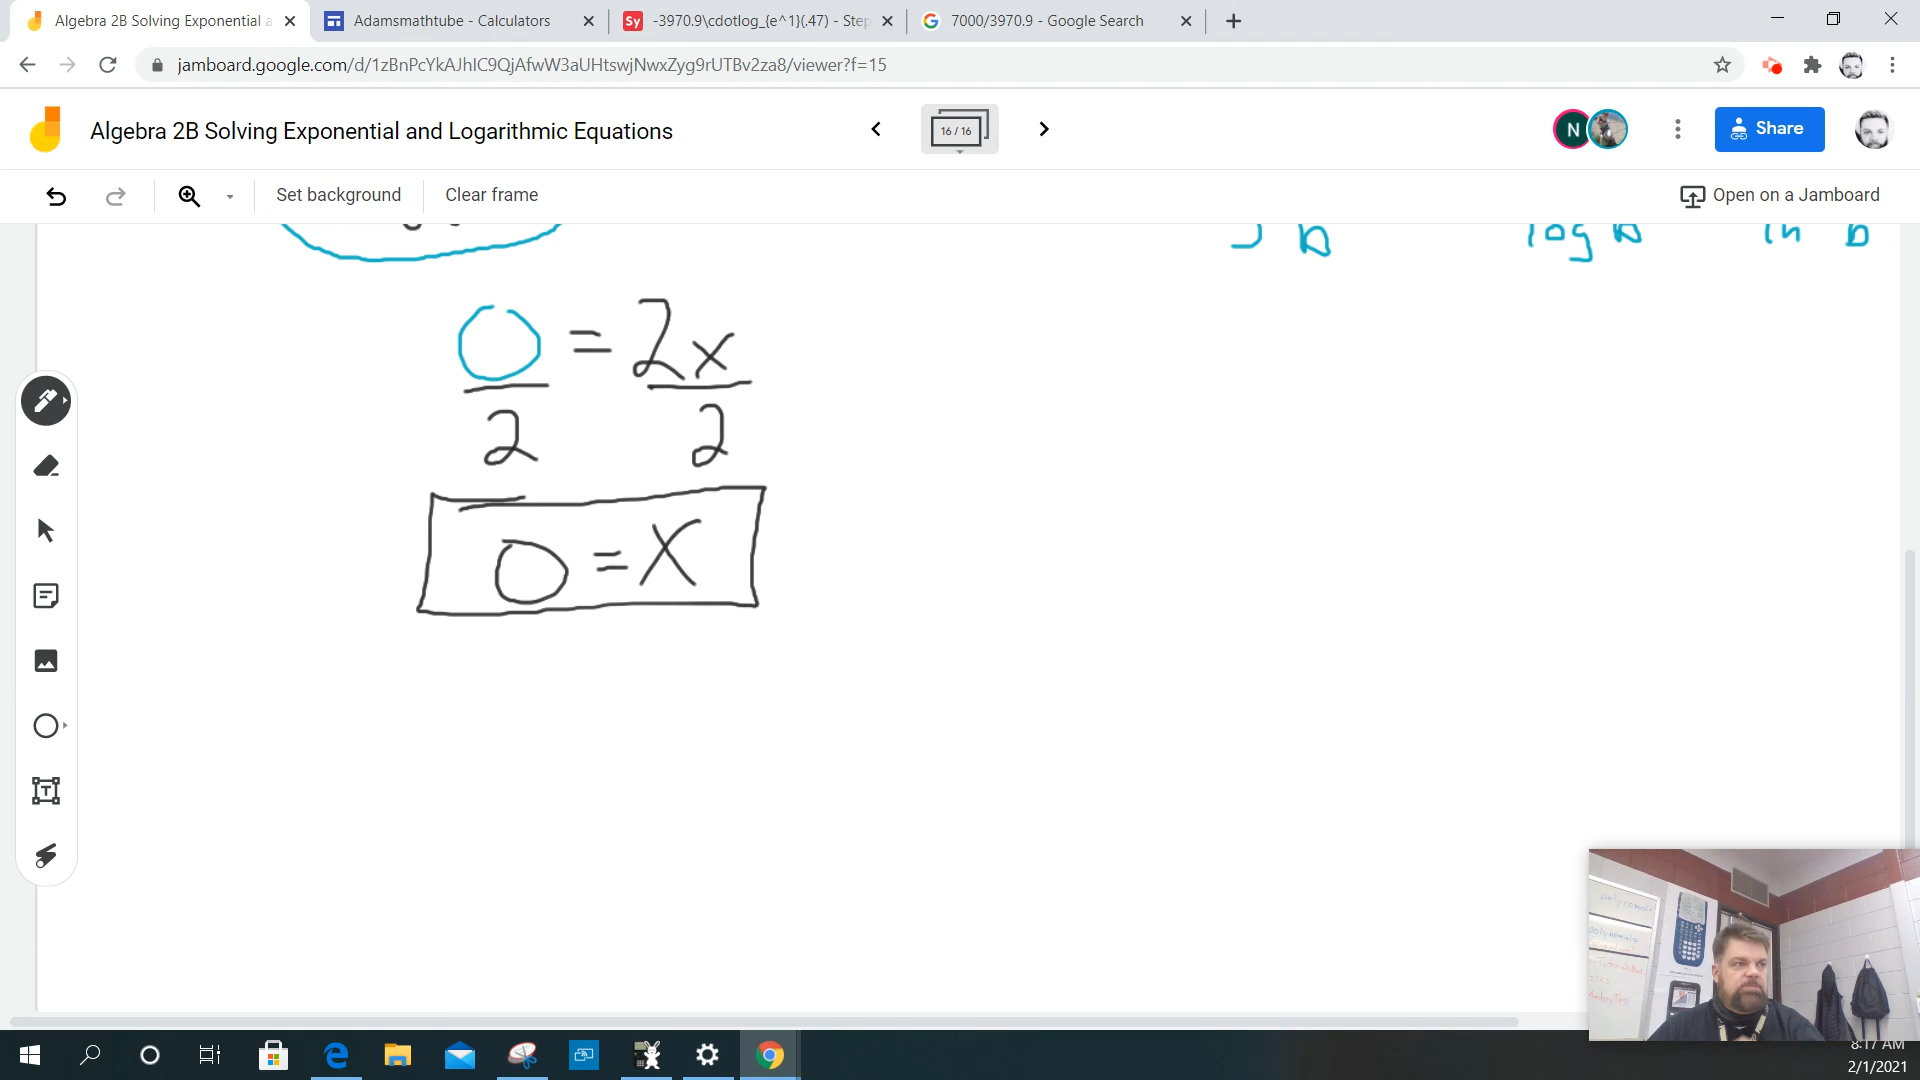 Algebra 2B Solving Exponential a
Adamsmathtube - Calculators
Sy
-3970.9\cdotlog_{e^1}(.47) - Step
G
7000/3970.9 - Google Search
jamboard.google.com/d/1zBnPcYkAJhIC9QjAfwW3aUHtswjNwxZyg9rUTBv2za8/viewer?f=15
Algebra 2B Solving Exponential and Logarithmic Equations
16 / 16
N
Share
Set background
Clear frame
Open on a Jamboard
b
log b
ln b
0 = 2x
2 2
0 = x
T
polynomials
8:17 AM
2/1/2021